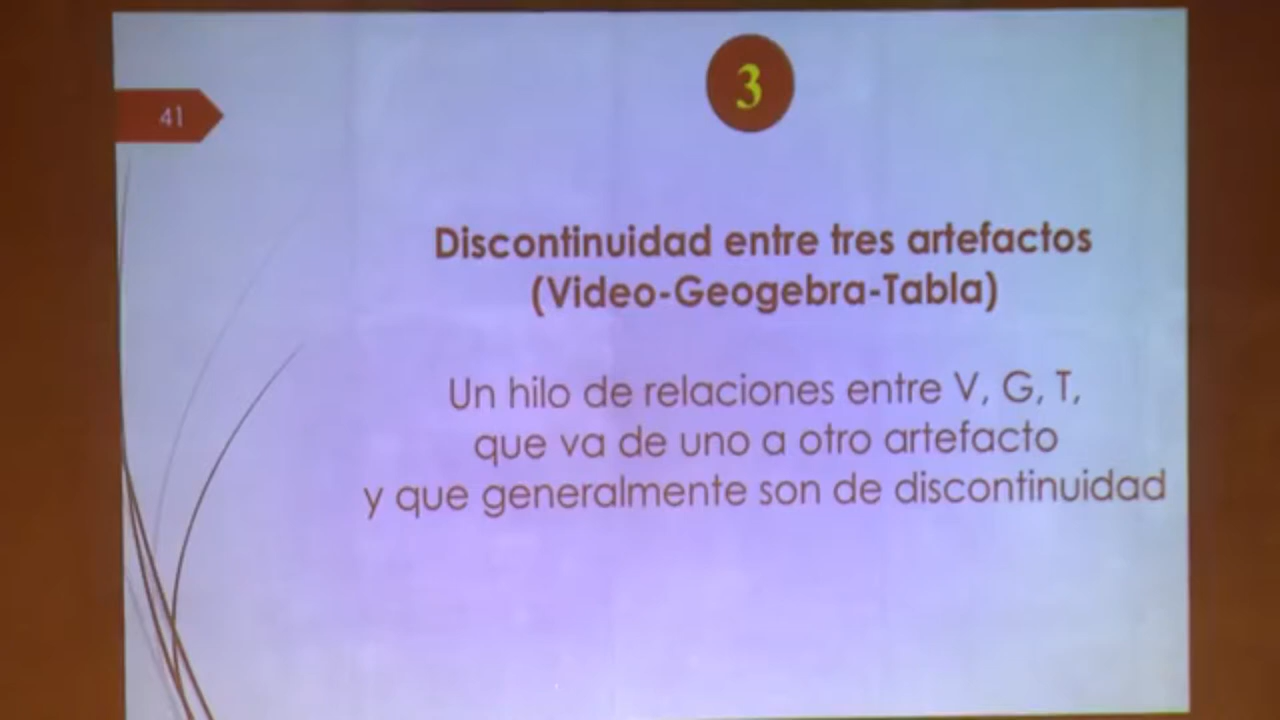 3
41
Discontinuidad entre tres artefactos
(Video-Geogebra-Tabla)
Un hilo de relaciones entre V, G, T,
que va de uno a otro artefacto
y que generalmente son de discontinuidad